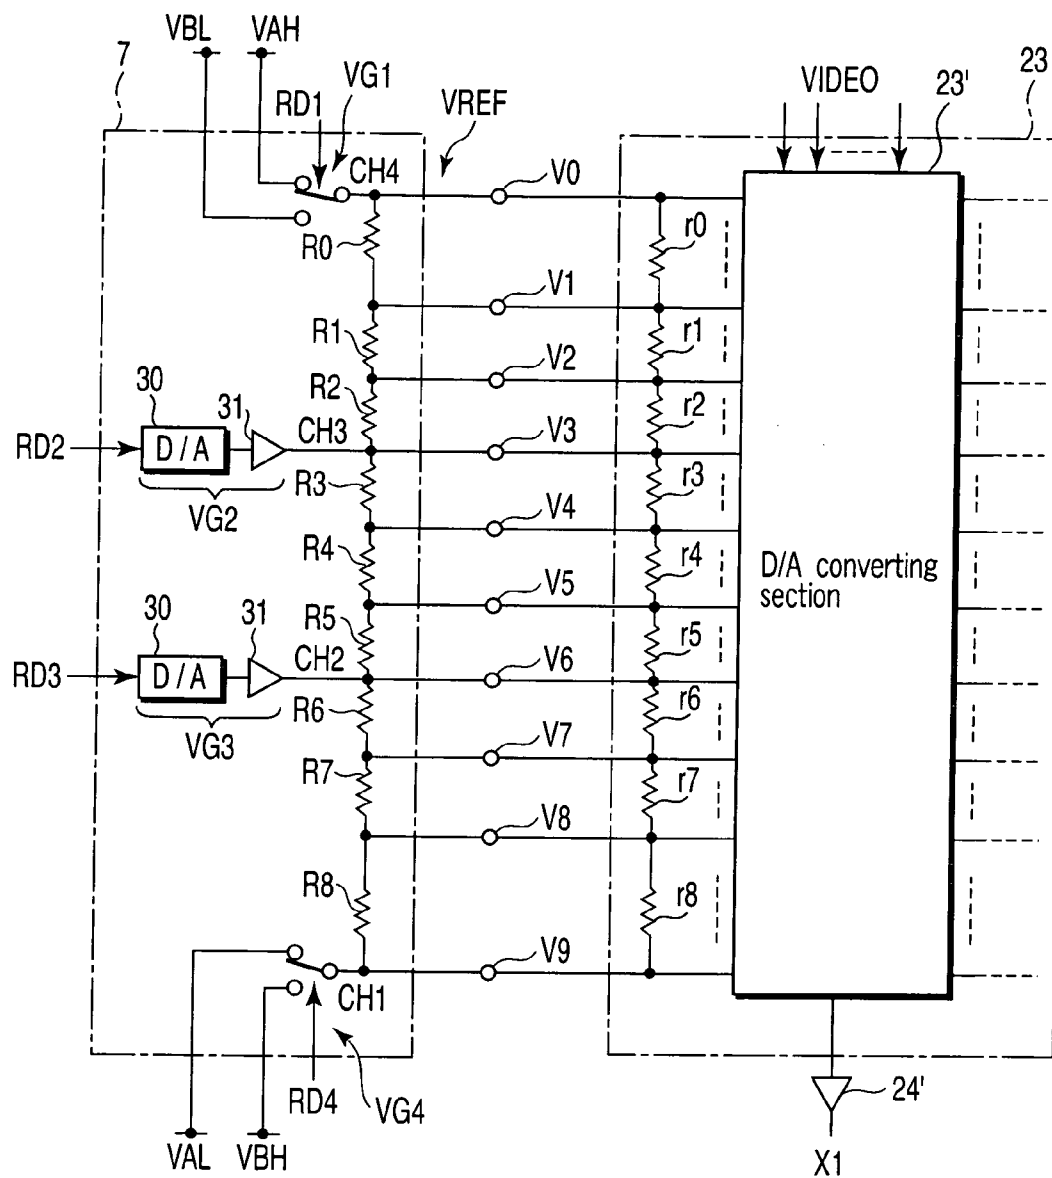 VBL VAH
7 VG1 23
RD1 VREF VIDEO 23'
CH4 V0
R0 r0
V1
R1 r1
V2
30 31 R2 r2
RD2 D/A CH3 V3
R3 r3
VG2 V4
R4 r4
D/A converting
section
V5
30 31 R5 r5
RD3 D/A CH2 V6
R6 r6
VG3 V7
R7 r7
V8
R8 r8
V9
CH1
RD4 VG4 24'
VAL VBH X1